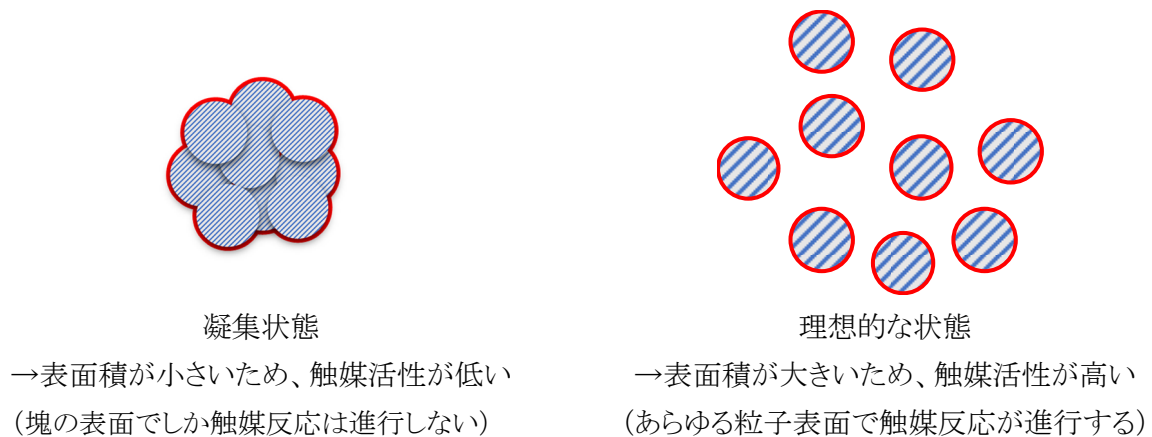 凝集状態
→表面積が小さいため、触媒活性が低い
（塊の表面でしか触媒反応は進行しない）
理想的な状態
→表面積が大きいため、触媒活性が高い
（あらゆる粒子表面で触媒反応が進行する）